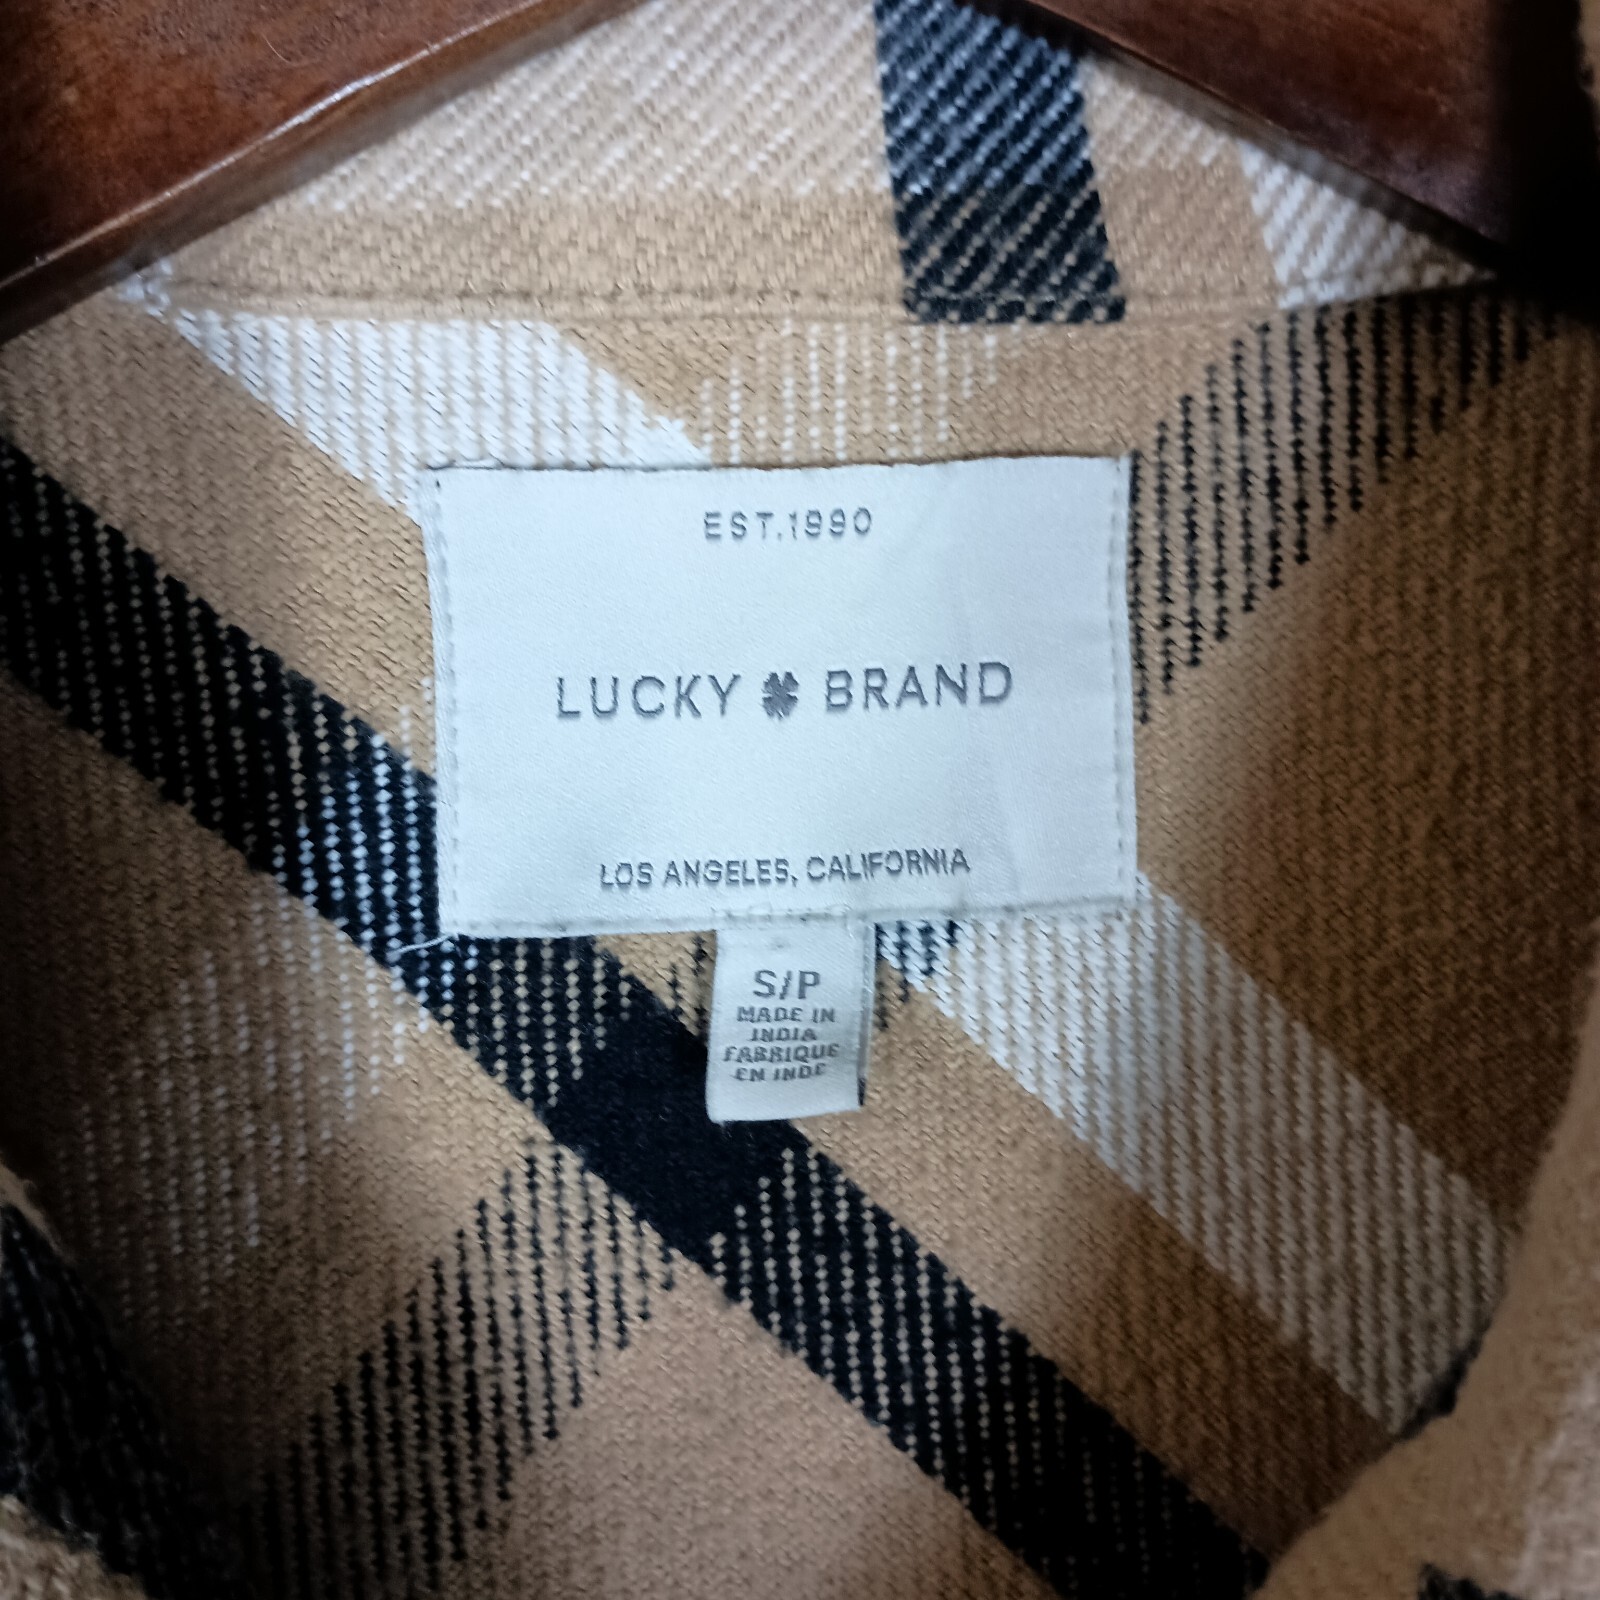 EST.1990
LUCKY BRAND
LOS ANGELES, CALIFORNIA
S/P
MADE IN
INDIA
FABRIQUE
EN INDE